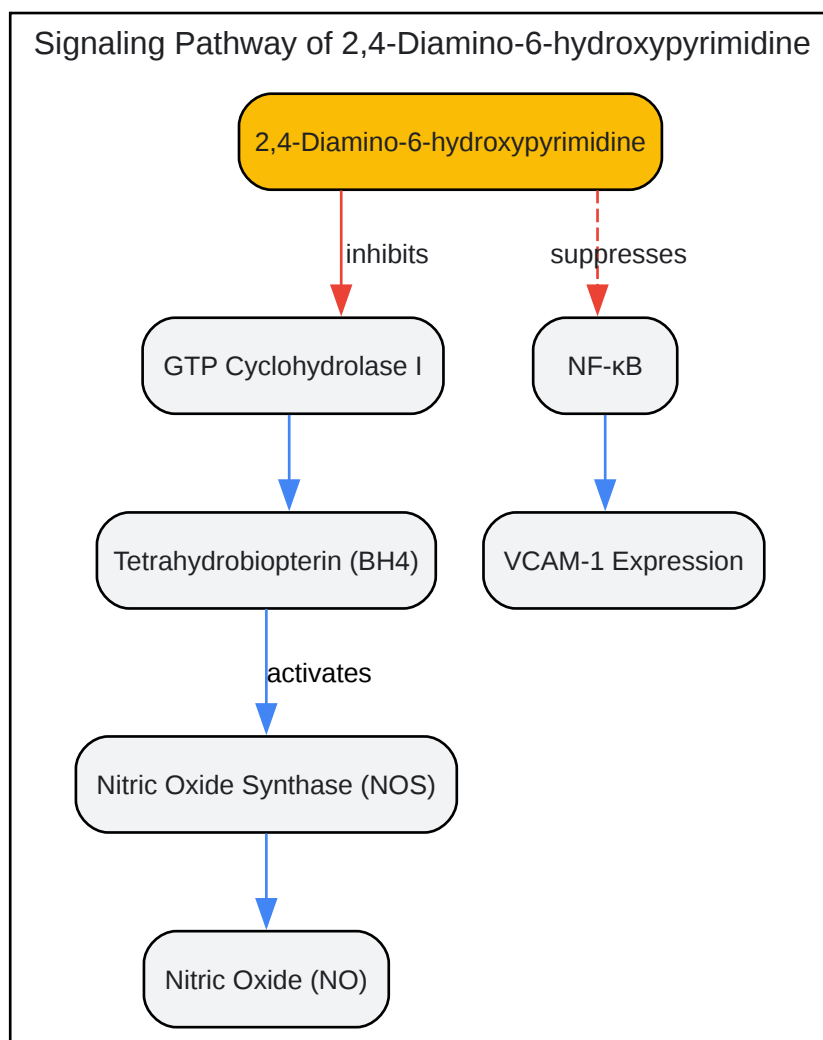 Signaling Pathway of 2,4-Diamino-6-hydroxypyrimidine
2,4-Diamino-6-hydroxypyrimidine
inhibits
suppresses
GTP Cyclohydrolase I
NF-κB
Tetrahydrobiopterin (BH4)
VCAM-1 Expression
activates
Nitric Oxide Synthase (NOS)
Nitric Oxide (NO)